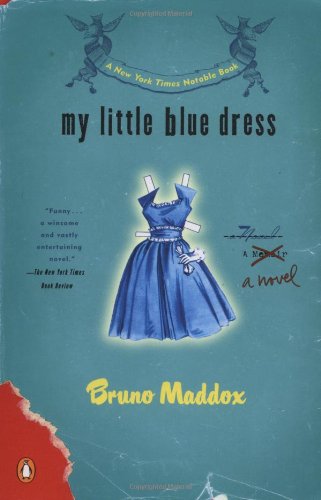 A New York Times Notable Book
my little blue dress
"Funny . . .
a winsome
and vastly
entertaining
novel."
—The New York Times
Book Review
A Memoir
a novel
Bruno Maddox